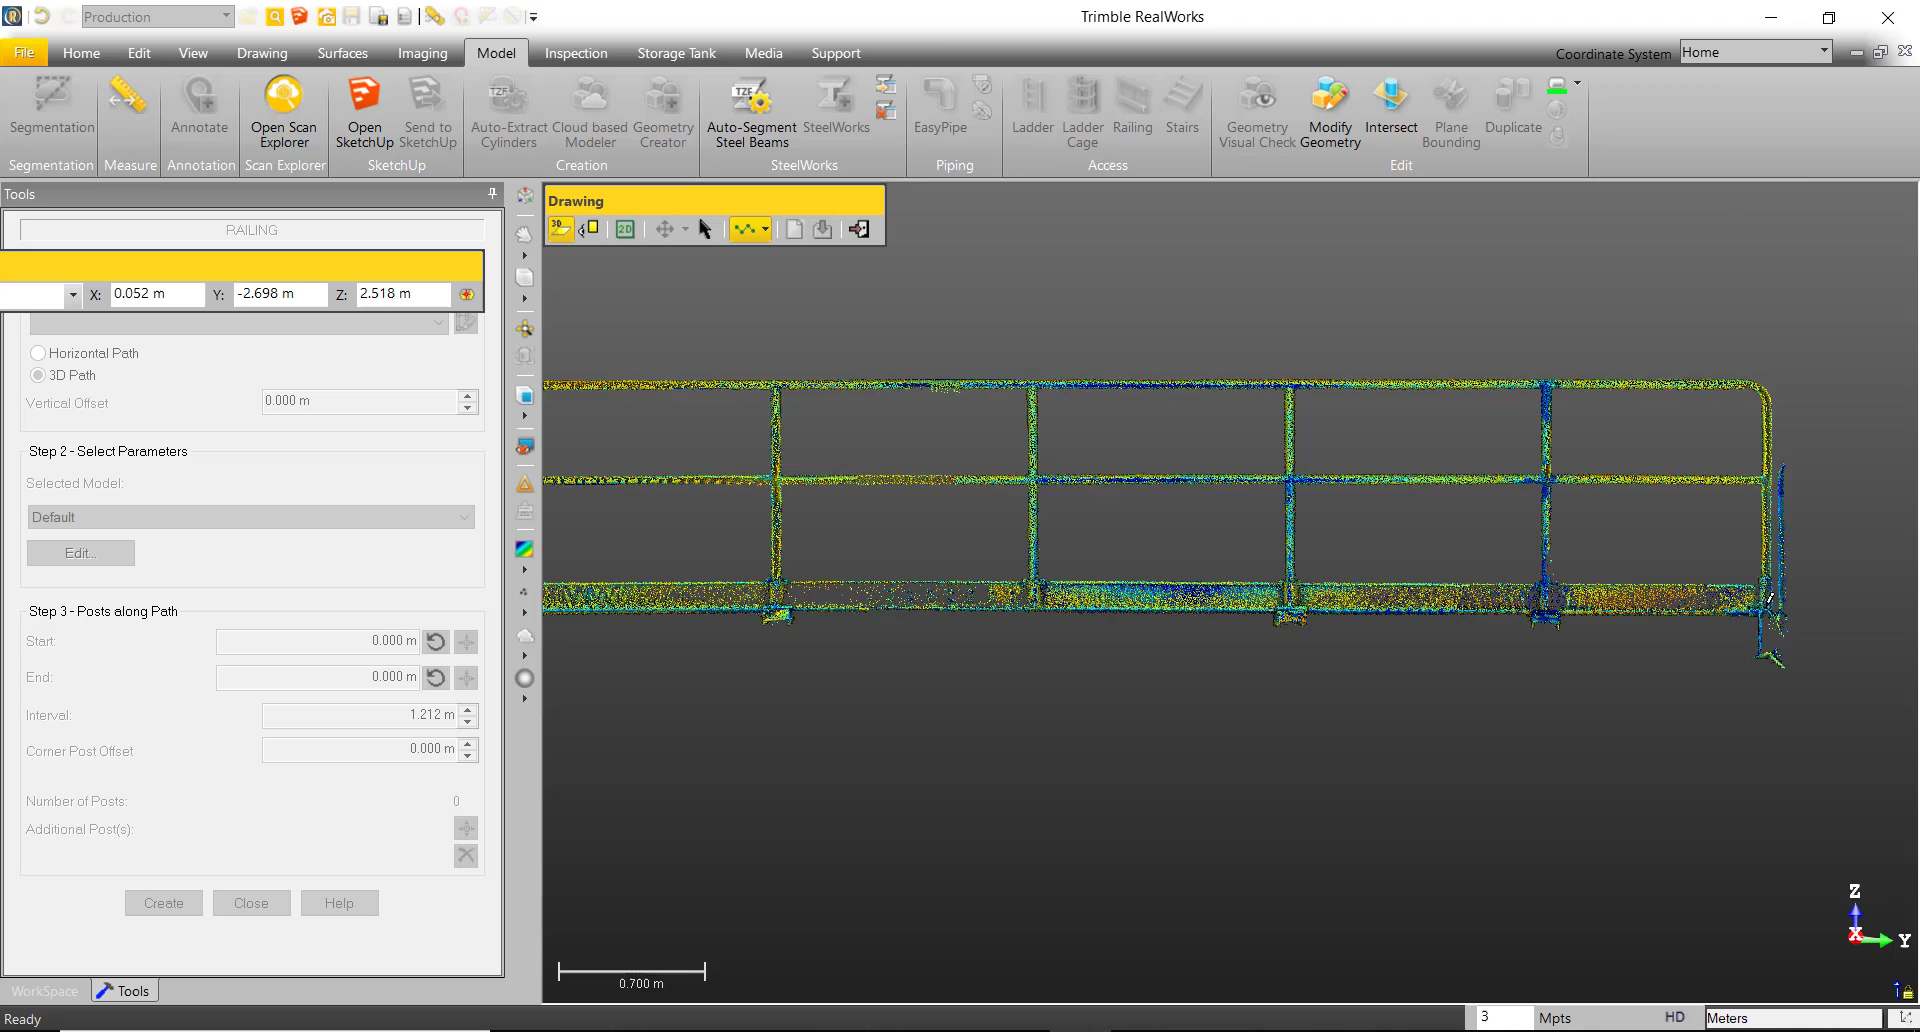 Production
Trimble RealWorks
File
Home
Edit
View
Drawing
Surfaces
Imaging
Model
Inspection
Storage Tank
Media
Support
Coordinate System
Home
Segmentation
Annotate
Open Scan
Explorer
Open
SketchUp
Send to
SketchUp
TZF
Auto-Extract
Cylinders
Cloud based
Modeler
Geometry
Creator
TZF
Auto-Segment
Steel Beams
SteelWorks
EasyPipe
Ladder
Ladder
Cage
Railing
Stairs
Geometry
Visual Check
Modify
Geometry
Intersect
Plane
Bounding
Duplicate
Segmentation
Measure
Annotation
Scan Explorer
SketchUp
Creation
SteelWorks
Piping
Access
Edit
Tools
RAILING
X: 0.052 m
Y: -2.698 m
Z: 2.518 m
Horizontal Path
3D Path
Vertical Offset
0.000 m
Step 2 - Select Parameters
Selected Model:
Default
Edit...
Step 3 - Posts along Path
Start:
0.000 m
End:
0.000 m
Interval:
1.212 m
Corner Post Offset
0.000 m
Number of Posts:
0
Additional Post(s):
Create
Close
Help
WorkSpace
Tools
Drawing
3D
2D
0.700 m
Z
X
Y
Ready
3
Mpts
HD
Meters